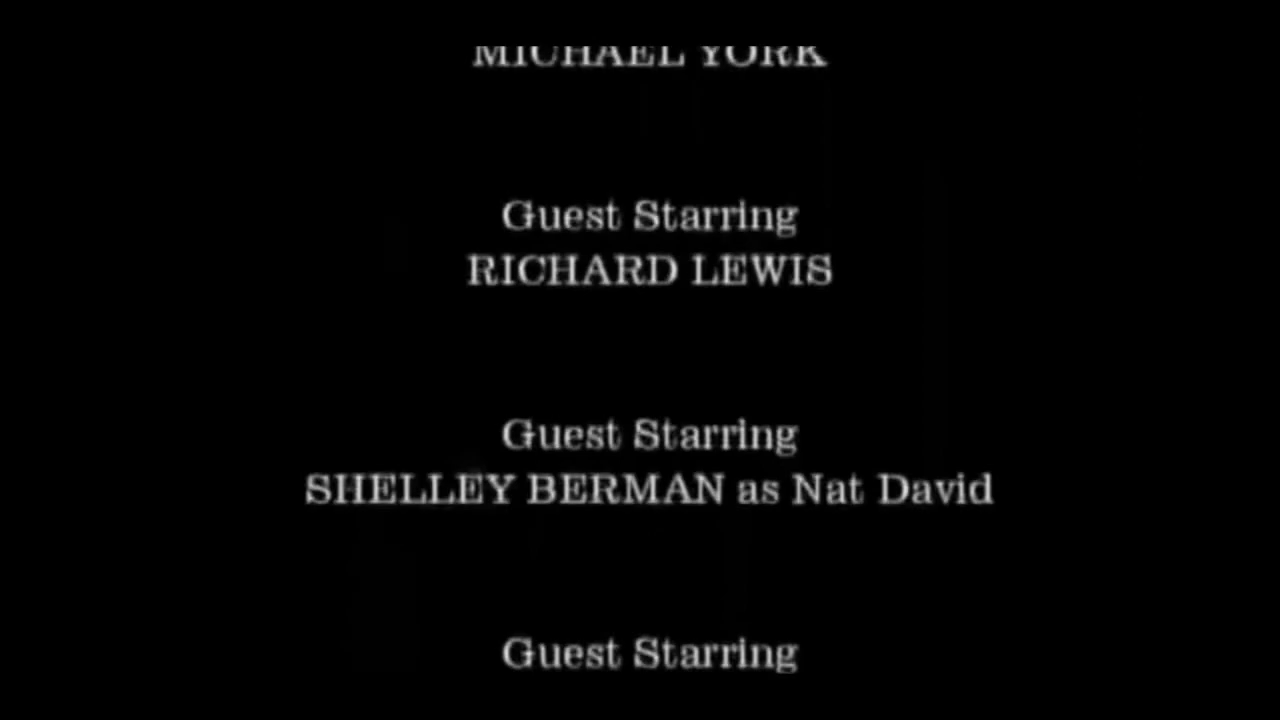 MICHAEL YORK
Guest Starring
RICHARD LEWIS
Guest Starring
SHELLEY BERMAN as Nat David
Guest Starring